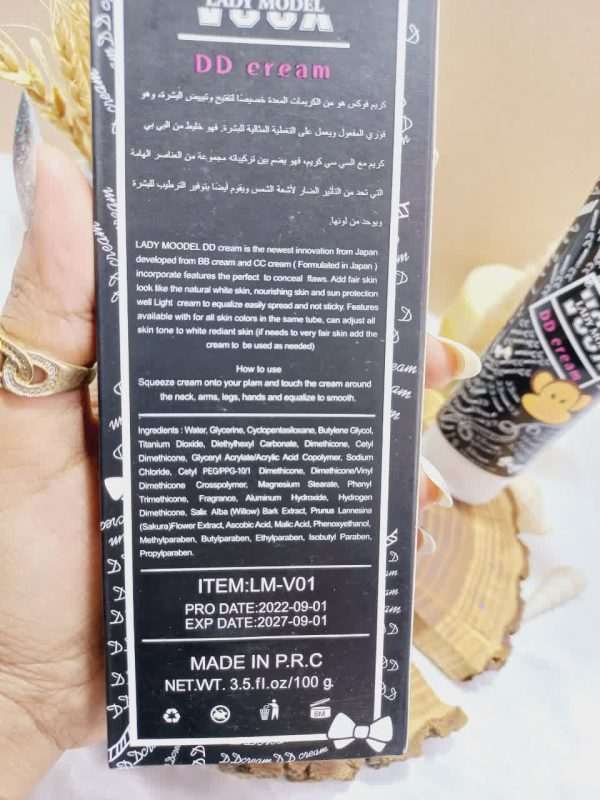 LADY MODEL
VOOX
DD cream
كريم فوكس هو من الكريمات المعدة خصيصًا لتفتيح وتبييض البشرة، وهو
فوري المفعول ويعمل على التغطية المثالية للبشرة. فهو خليط من البي بي
كريم مع السي سي كريم، فهو يضم بين تركيباته مجموعة من العناصر الهامة
التي تحد من التأثير الضار لأشعة الشمس ويقوم أيضًا بتوفير الترطيب للبشرة
ويوحد من لونها.
LADY MOODEL DD cream is the newest innovation from Japan
developed from BB cream and CC cream ( Formulated in Japan )
incorporate features the perfect to conceal flaws. Add fair skin
look like the natural white skin, nourishing skin and sun protection
well Light cream to equalize easily spread and not sticky. Features
available with for all skin colors in the same tube, can adjust all
skin tone to white rediant skin (if needs to very fair skin add the
cream to be used as needed)
How to use
Squeeze cream onto your plam and touch the cream around
the neck, arms, legs, hands and equalize to smooth.
Ingredients : Water, Glycerine, Cyclopentasiloxane, Butylene Glycol,
Titanium Dioxide, Diethylhexyl Carbonate, Dimethicone, Cetyl
Dimethicone, Glyceryl Acrylate/Acrylic Acid Copolymer, Sodium
Chloride, Cetyl PEG/PPG-10/1 Dimethicone, Dimethicone/Vinyl
Dimethicone Crosspolymer, Magnesium Stearate, Phenyl
Trimethicone, Fragrance, Aluminum Hydroxide, Hydrogen
Dimethicone, Salix Alba (Willow) Bark Extract, Prunus Lannesina
(Sakura)Flower Extract, Ascorbic Acid, Malic Acid, Phenoxyethanol,
Methylparaben, Butylparaben, Ethylparaben, Isobutyl Paraben,
Propylparaben.
ITEM:LM-V01
PRO DATE:2022-09-01
EXP DATE:2027-09-01
MADE IN P.R.C
NET.WT. 3.5.fl.oz/100 g.
6M
DDcream DD cream
DD cream